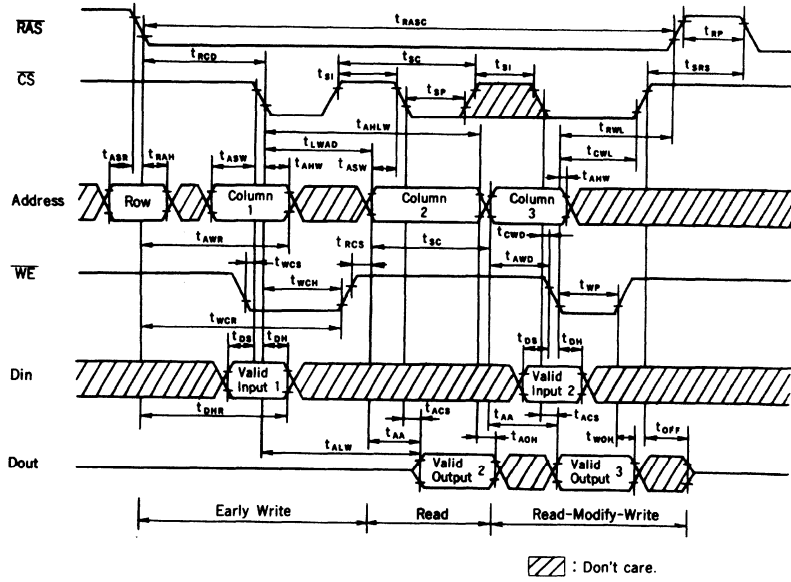 RAS
tRASC
tRP
tRCD
tSC
tSI
tSI
tSRS
CS
tSP
tAHLW
tLWAD
tRWL
tASR
tRAH
tASW
tAHW
tASW
tCWL
tAHW
Address
Row
Column 1
Column 2
Column 3
tAWR
tRCS
tSC
tCWD
tAWD
WE
tWCS
tWCH
tWP
tWCR
tDS
tDH
tDS
tDH
Din
Valid Input 1
Valid Input 2
tDHR
tACS
tAA
tACS
tALW
tAA
tAOH
tWOH
tOFF
Dout
Valid Output 2
Valid Output 3
Early Write
Read
Read-Modify-Write
: Don't care.